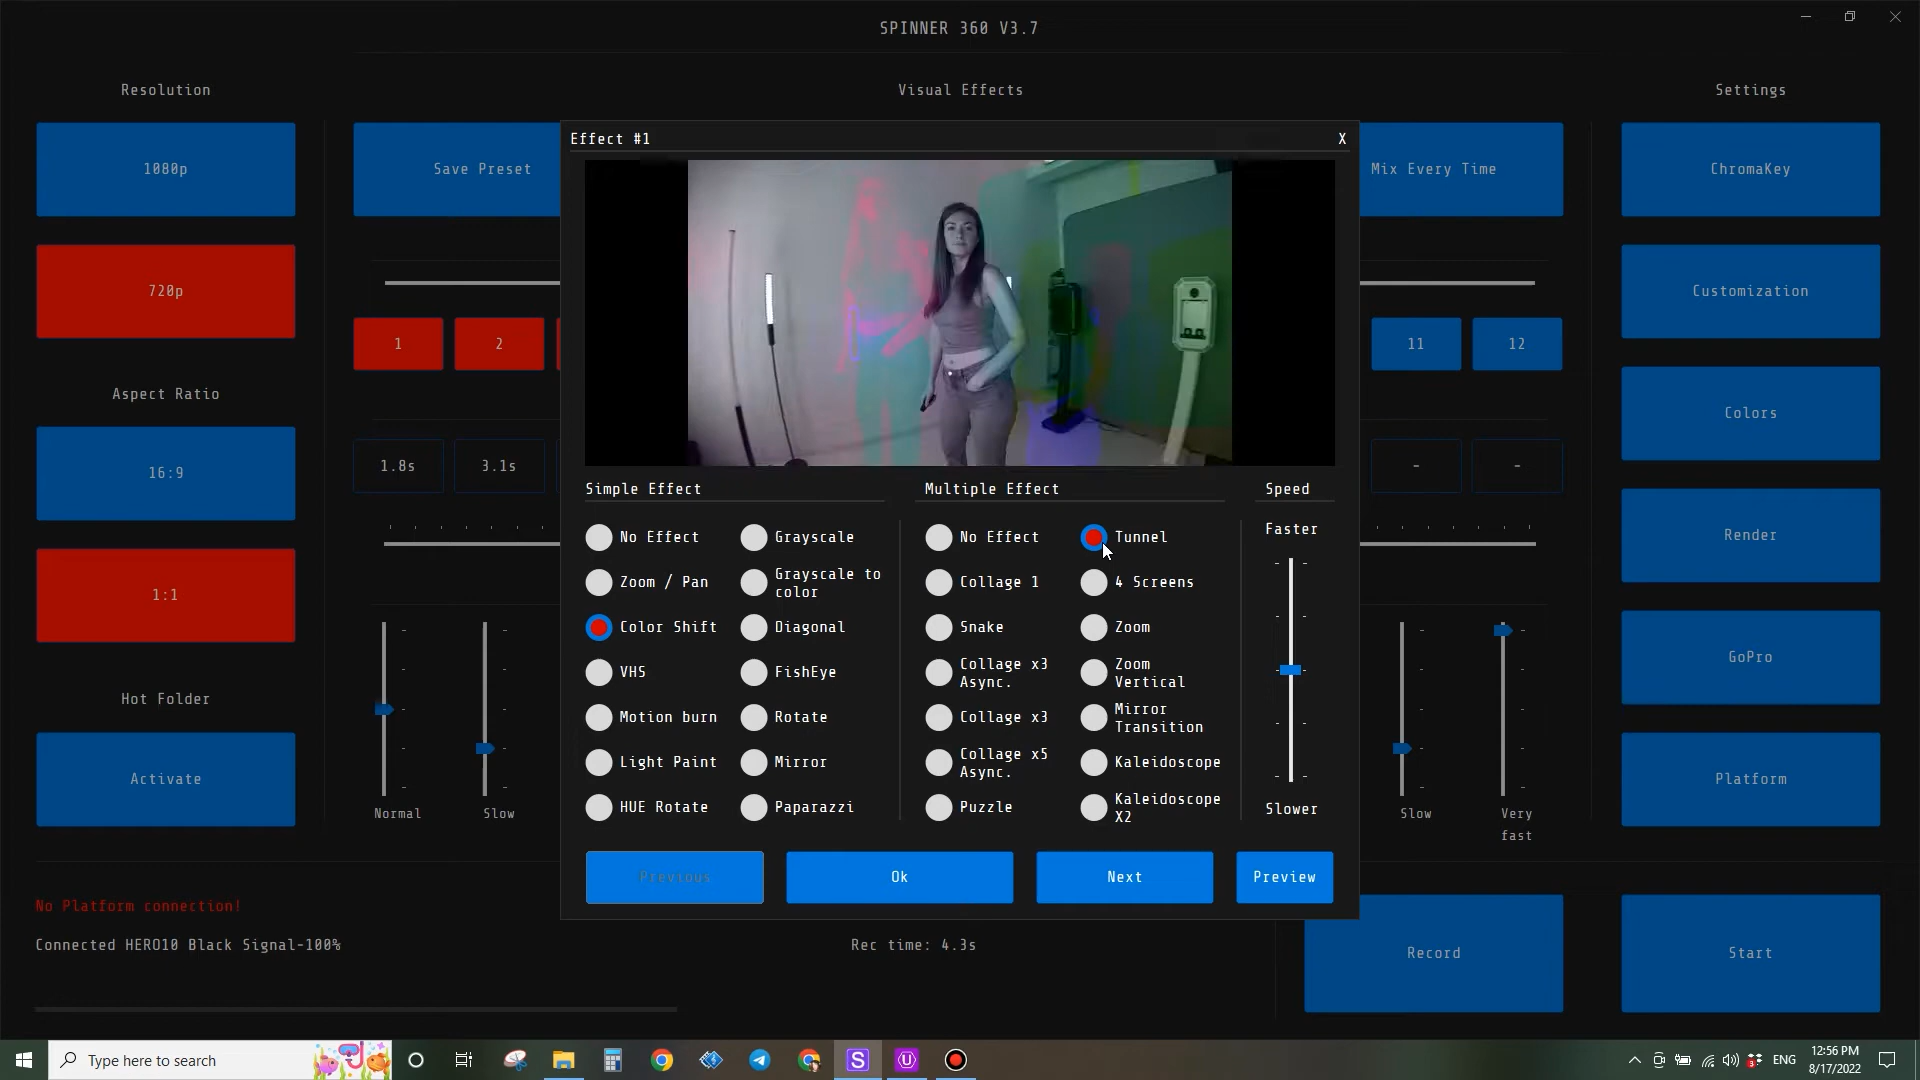 SPINNER 360 V3.7
Resolution
Visual Effects
Settings
1080p
720p
Aspect Ratio
16:9
1:1
Hot Folder
Activate
Save Preset
Mix Every Time
1
2
11
12
1.8s
3.1s
-
-
Normal
Slow
Slow
Very
fast
Effect #1
X
Simple Effect
No Effect
Zoom / Pan
Color Shift
VHS
Motion burn
Light Paint
HUE Rotate
Grayscale
Grayscale to
color
Diagonal
FishEye
Rotate
Mirror
Paparazzi
Multiple Effect
No Effect
Collage 1
Snake
Collage x3
Async.
Collage x3
Collage x5
Async.
Puzzle
Tunnel
4 Screens
Zoom
Zoom
Vertical
Mirror
Transition
Kaleidoscope
Kaleidoscope
X2
Speed
Faster
Slower
Previous
Ok
Next
Preview
ChromaKey
Customization
Colors
Render
GoPro
Platform
No Platform connection!
Connected HERO10 Black Signal-100%
Rec time: 4.3s
Record
Start
Type here to search
ENG
12:56 PM
8/17/2022